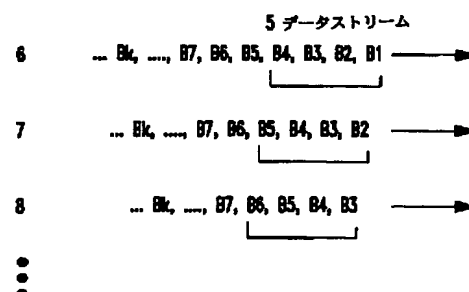 5 データストリーム
6 ... Bk, ...., B7, B6, B5, B4, B3, B2, B1
7 ... Bk, ...., B7, B6, B5, B4, B3, B2
8 ... Bk, ...., B7, B6, B5, B4, B3